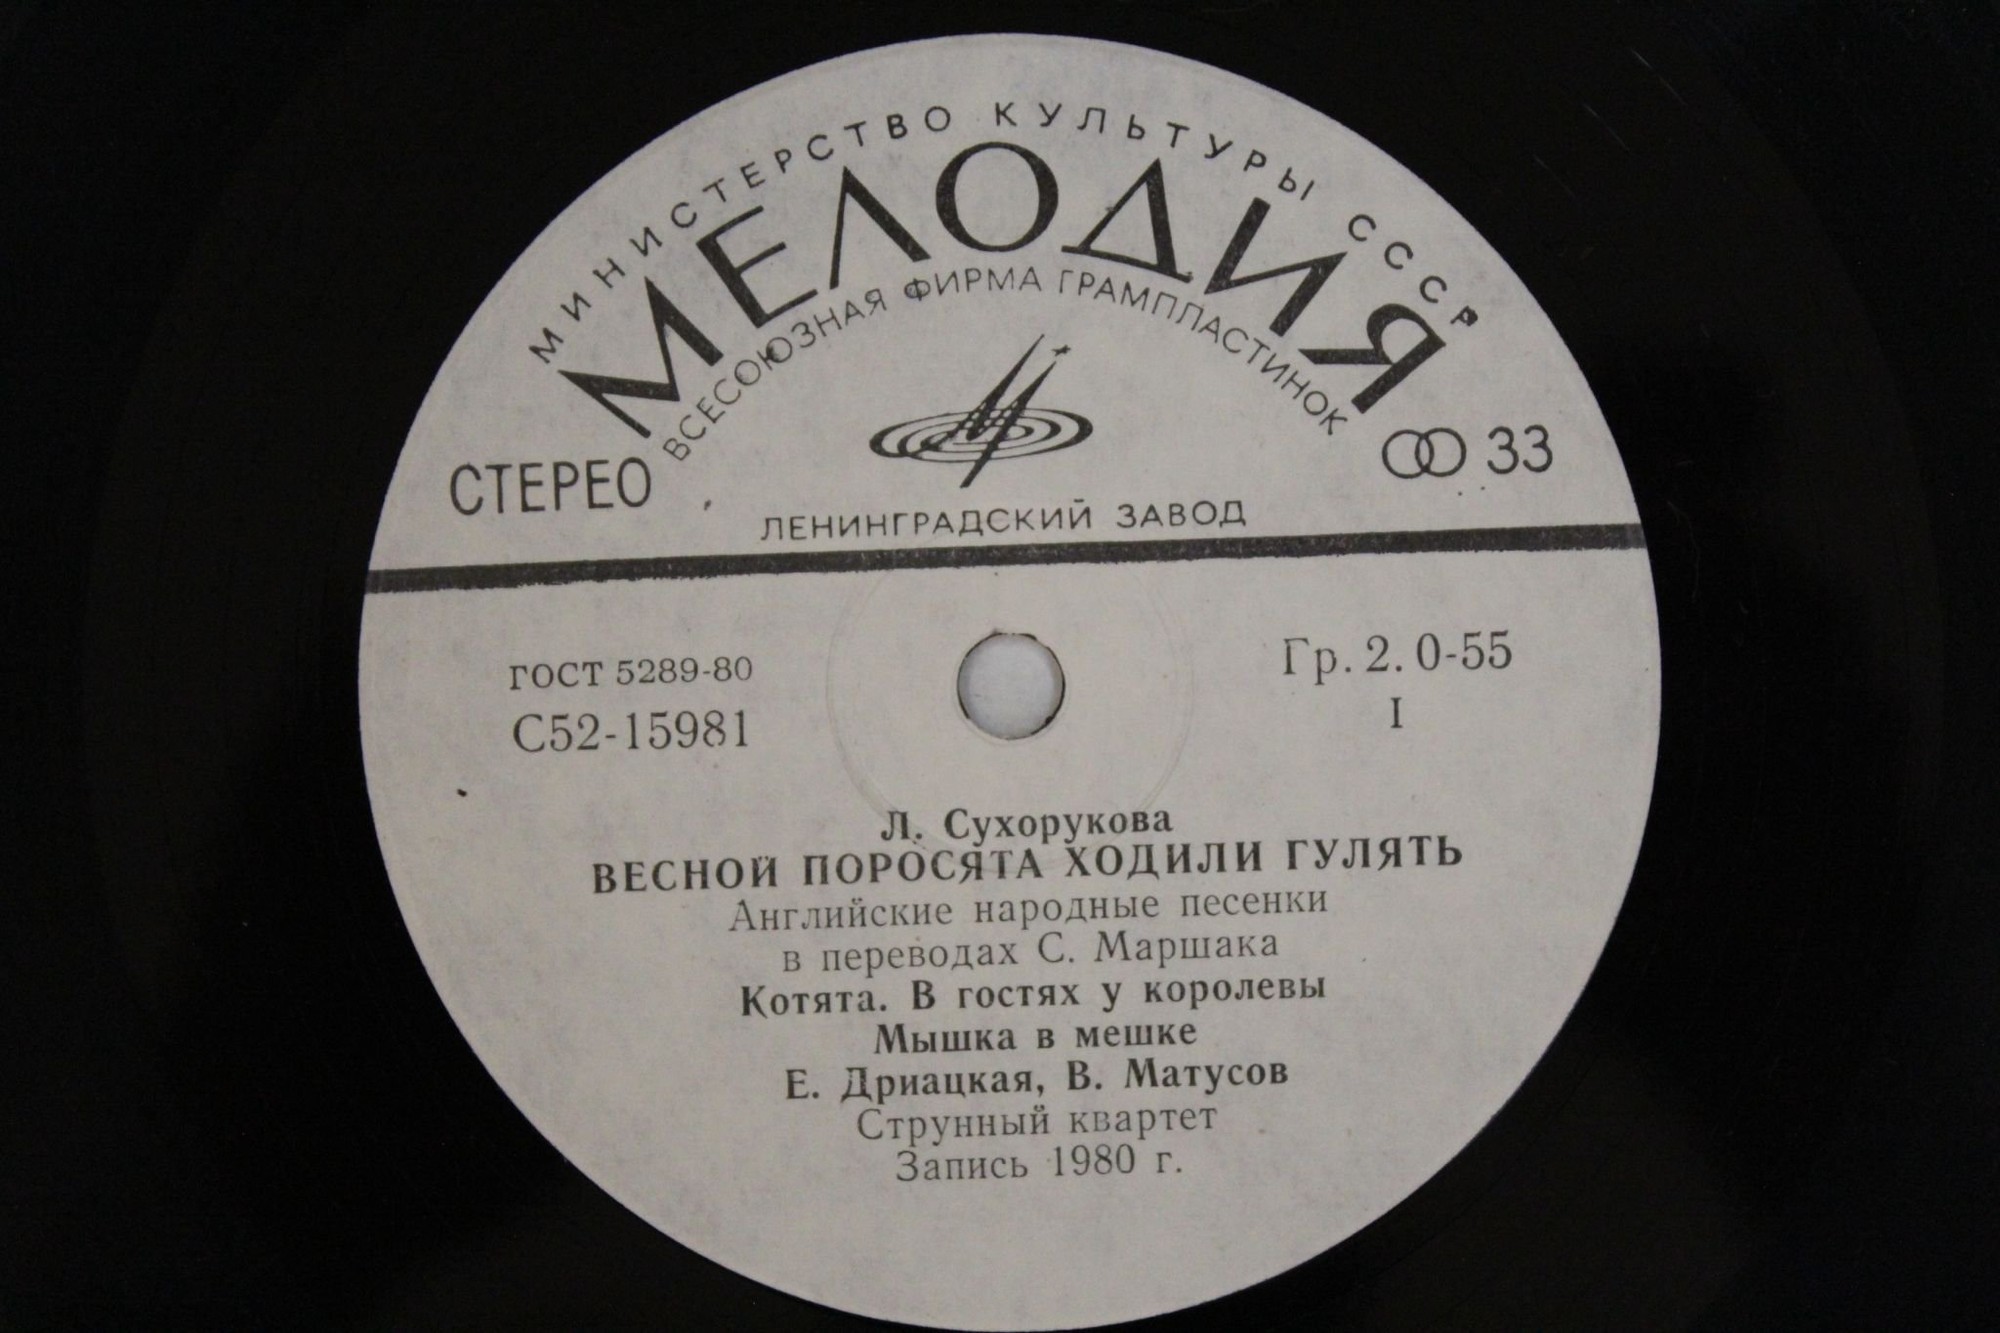 МИНИСТЕРСТВО КУЛЬТУРЫ СССР
МЕЛОДИЯ
ВСЕСОЮЗНАЯ ФИРМА ГРАМПЛАСТИНОК
СТЕРЕО
33
ЛЕНИНГРАДСКИЙ ЗАВОД
ГОСТ 5289-80
С52-15981
Гр. 2. 0-55
I
Л. Сухорукова
ВЕСНОЙ ПОРОСЯТА ХОДИЛИ ГУЛЯТЬ
Английские народные песенки
в переводах С. Маршака
Котята. В гостях у королевы
Мышка в мешке
Е. Дриацкая, В. Матусов
Струнный квартет
Запись 1980 г.